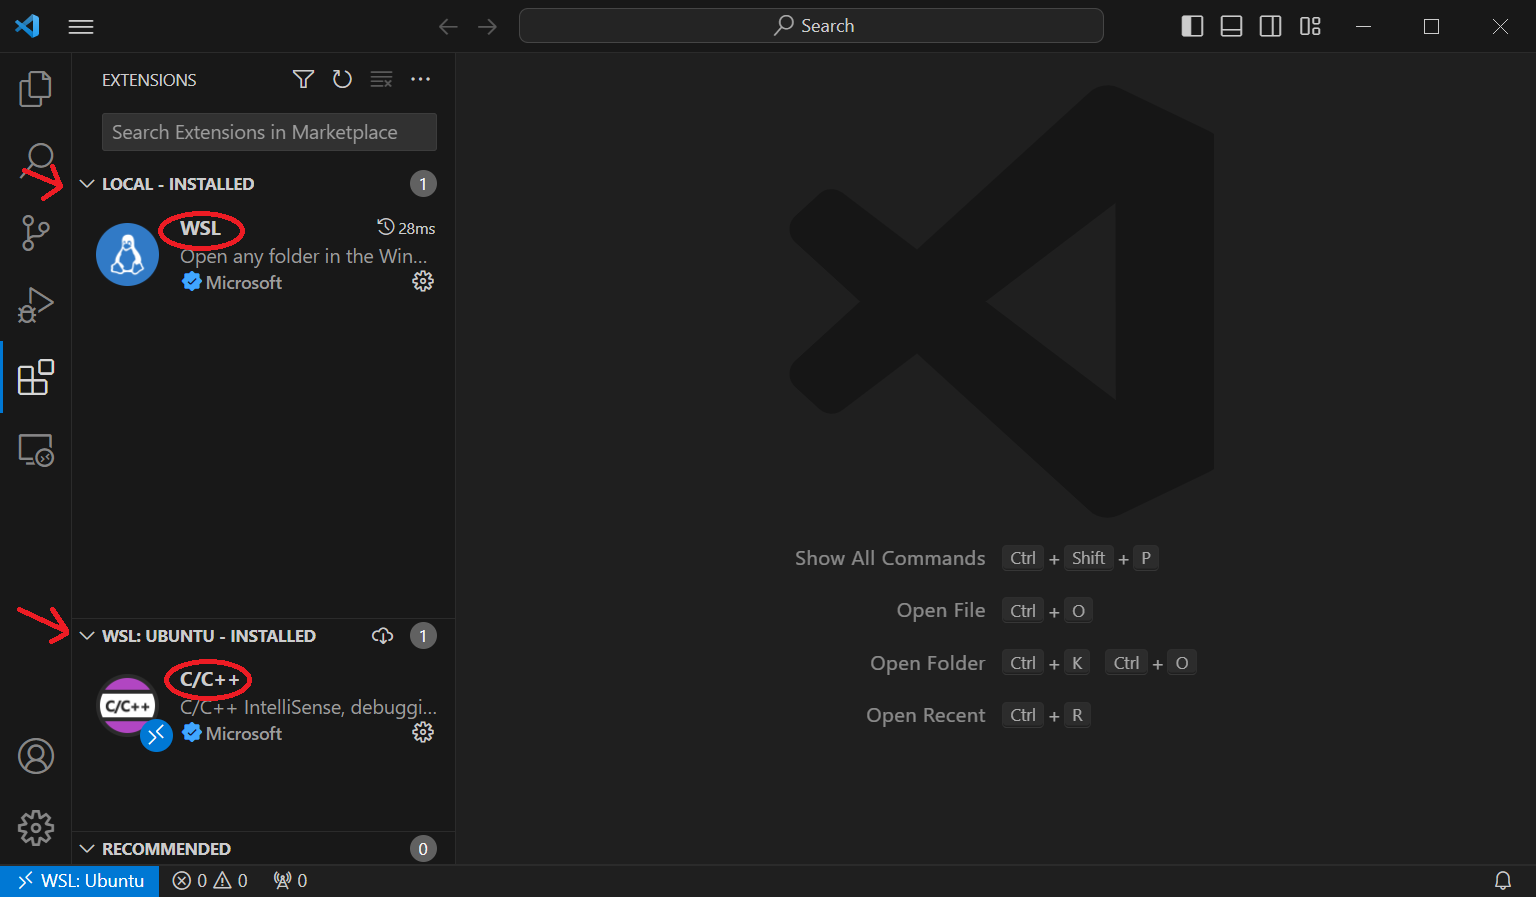 Search
EXTENSIONS
Search Extensions in Marketplace
LOCAL - INSTALLED 1
WSL 28ms
Open any folder in the Win...
Microsoft
WSL: UBUNTU - INSTALLED 1
C/C++
C/C++
C/C++ IntelliSense, debuggi...
Microsoft
RECOMMENDED 0
Show All Commands Ctrl + Shift + P
Open File Ctrl + O
Open Folder Ctrl + K Ctrl + O
Open Recent Ctrl + R
WSL: Ubuntu 0 0 0